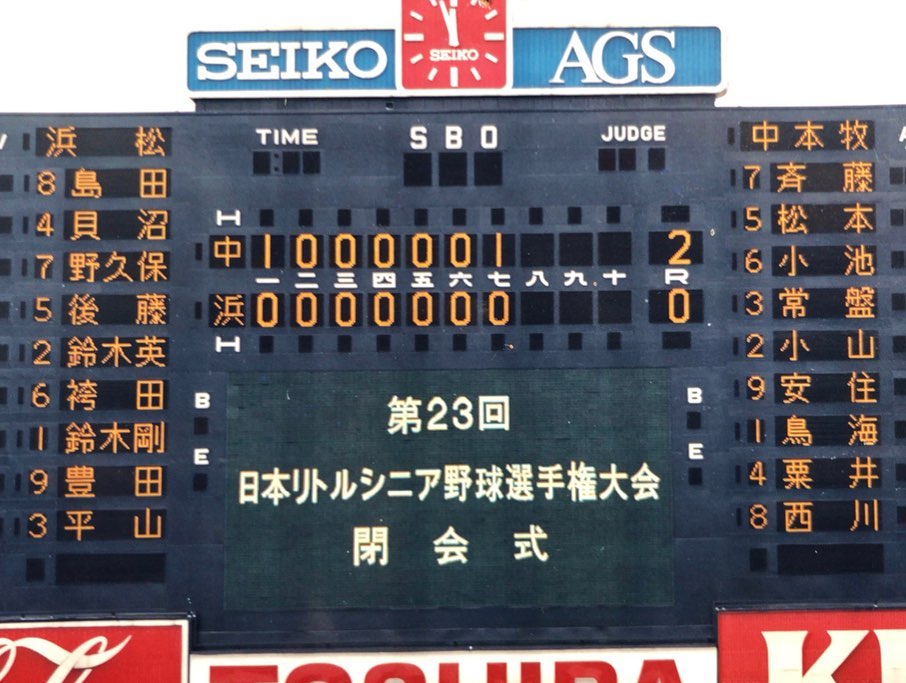 SEIKO
SEIKO
AGS
TIME
S B O
JUDGE
浜松
8 島田
4 貝沼
7 野久保
5 後藤
2 鈴木英
6 袴田
1 鈴木剛
9 豊田
3 平山
H
中 1 0 0 0 0 0 1 2
一 二 三 四 五 六 七 八 九 十 R
浜 0 0 0 0 0 0 0 0
H
B
E
第23回
日本リトルシニア野球選手権大会
閉会式
B
E
中本牧
7 斉藤
5 松本
6 小池
3 常盤
2 小山
9 安住
1 鳥海
4 粟井
8 西川
TOSHIBA